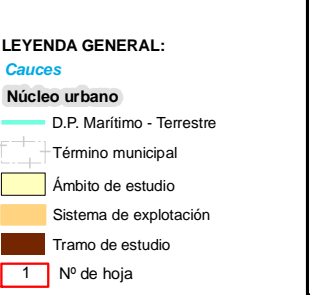 LEYENDA GENERAL:
Cauces
Núcleo urbano
D.P. Marítimo - Terrestre
Término municipal
Ámbito de estudio
Sistema de explotación
Tramo de estudio
1 Nº de hoja